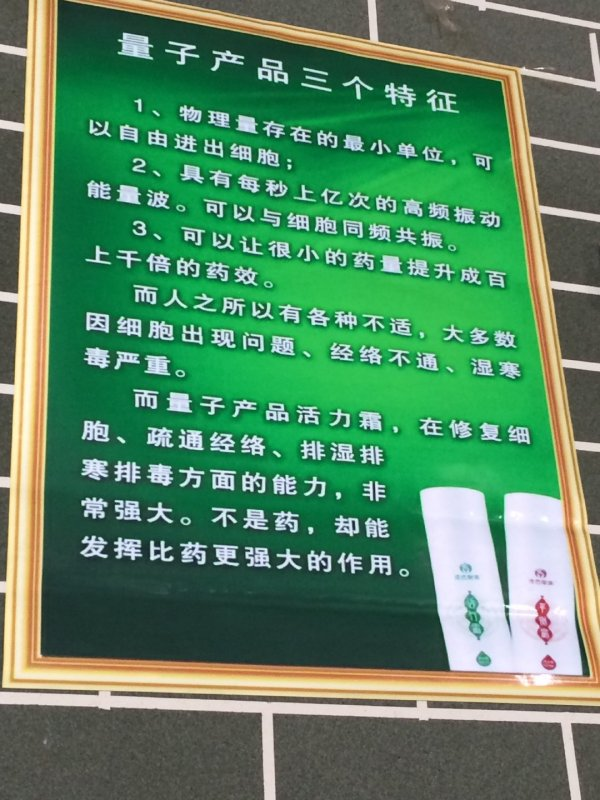 量子产品三个特征
1、物理量存在的最小单位，可
以自由进出细胞；
2、具有每秒上亿次的高频振动
能量波。可以与细胞同频共振。
3、可以让很小的药量提升成百
上千倍的药效。
而人之所以有各种不适，大多数
因细胞出现问题、经络不通、湿寒
毒严重。
而量子产品活力霜，在修复细
胞、疏通经络、排湿排
寒排毒方面的能力，非
常强大。不是药，却能
发挥比药更强大的作用。